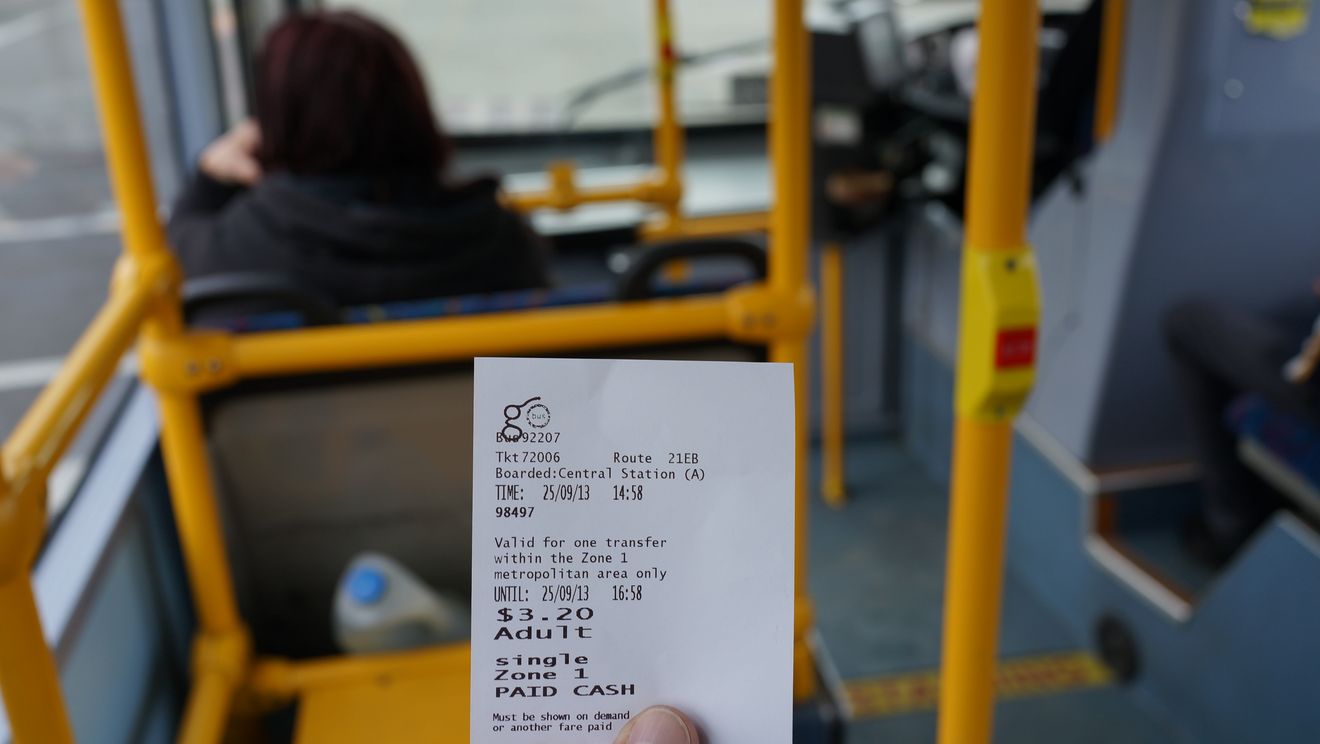 go
bus
Bus92207
Tkt72006 Route 21EB
Boarded:Central Station (A)
TIME: 25/09/13 14:58
98497
Valid for one transfer
within the Zone 1
metropolitan area only
UNTIL: 25/09/13 16:58
$3.20
Adult
single
Zone 1
PAID CASH
Must be shown on demand
or another fare paid